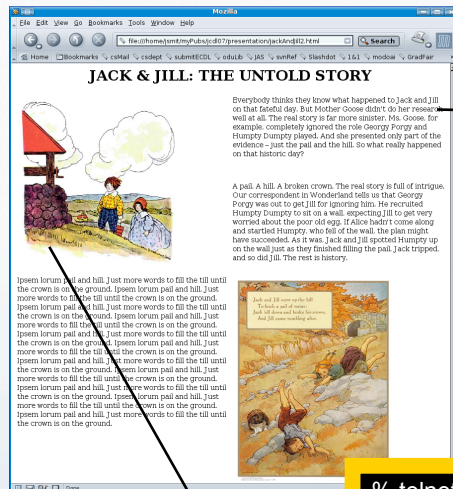 Mozilla
File Edit View Go Bookmarks Tools Window Help
file:///home/jsmit/myPubs/jcdl07/presentation/jackAndjill2.html
Search
Home Bookmarks csMail csdept submitECDL oduLib JAS svnRef Slashdot 1&1 modoai GradFair
JACK & JILL: THE UNTOLD STORY
Everybody thinks they know what happened to Jack and Jill
on that fateful day. But Mother Goose didn't do her research
well at all. The real story is far more sinister. Ms. Goose, for
example, completely ignored the role Georgy Porgy and
Humpty Dumpty played. And she presented only part of the
evidence – just the pail and the hill. So what really happened
on that historic day?
A pail. A hill. A broken crown. The real story is full of intrigue.
Our correspondent in Wonderland tells us that Georgy
Porgy was out to get Jill for ignoring him. He recruited
Humpty Dumpty to sit on a wall, expecting Jill to get very
worried about the poor old egg. If Alice hadn't come along
and startled Humpty, who fell of the wall, the plan might
have succeeded. As it was, Jack and Jill spotted Humpty up
on the wall just as they finished filling the pail. Jack tripped,
and so did Jill. The rest is history.
Ipsem lorum pail and hill. Just more words to fill the till until
the crown is on the ground. Ipsem lorum pail and hill. Just
more words to fill the till until the crown is on the ground.
Ipsem lorum pail and hill. Just more words to fill the till until
the crown is on the ground. Ipsem lorum pail and hill. Just
more words to fill the till until the crown is on the ground.
Ipsem lorum pail and hill. Just more words to fill the till until
the crown is on the ground. Ipsem lorum pail and hill. Just
more words to fill the till until the crown is on the ground.
Ipsem lorum pail and hill. Just more words to fill the till until
the crown is on the ground. Ipsem lorum pail and hill. Just
more words to fill the till until the crown is on the ground.
Ipsem lorum pail and hill. Just more words to fill the till until
the crown is on the ground. Ipsem lorum pail and hill. Just
more words to fill the till until the crown is on the ground.
Ipsem lorum pail and hill. Just more words to fill the till until
the crown is on the ground.
Jack and Jill went up the hill
To fetch a pail of water;
Jack fell down and broke his crown,
And Jill came tumbling after.
Done
% telnet